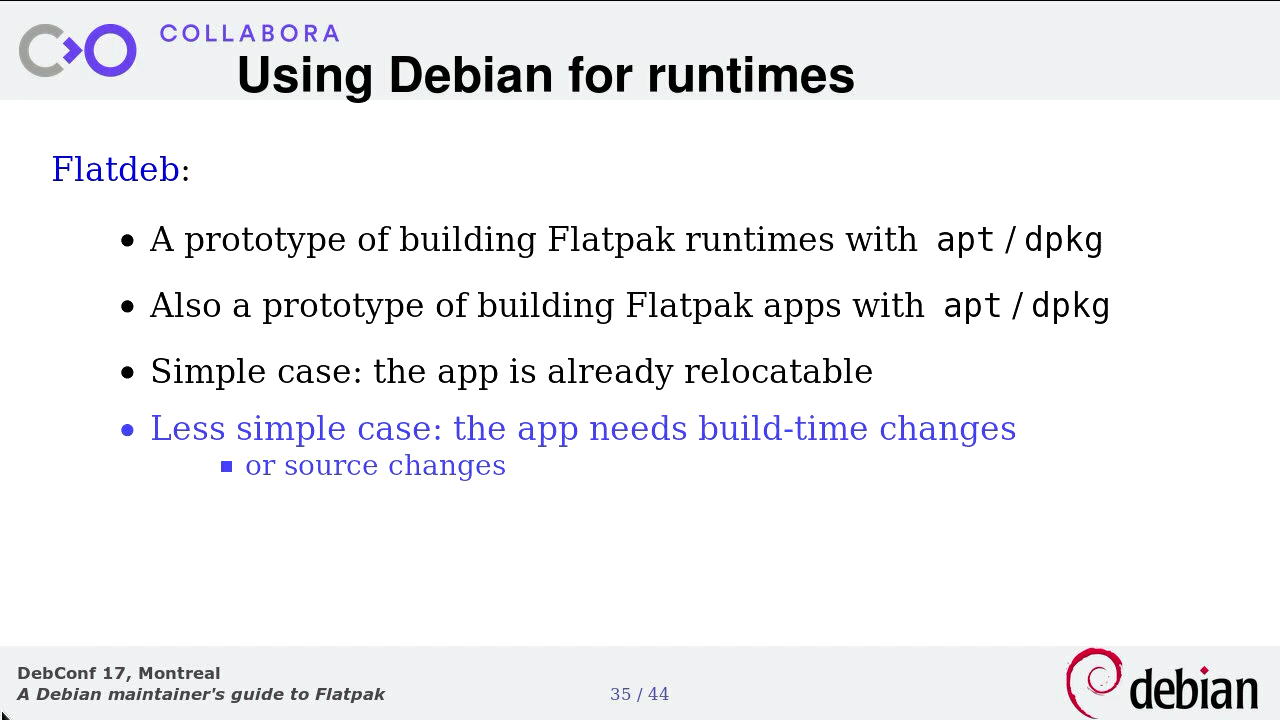 COLLABORA
Using Debian for runtimes
Flatdeb:
A prototype of building Flatpak runtimes with apt / dpkg
Also a prototype of building Flatpak apps with apt / dpkg
Simple case: the app is already relocatable
Less simple case: the app needs build-time changes
or source changes
DebConf 17, Montreal
A Debian maintainer's guide to Flatpak
35 / 44
debian